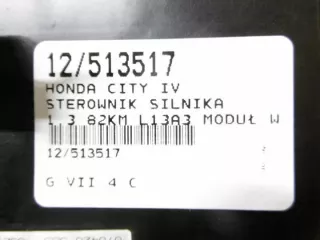 12/513517
HONDA CITY IV
STEROWNIK SILNIKA
1.3 82KM L13A3 MODUŁ W
12/513517
G VII 4 C